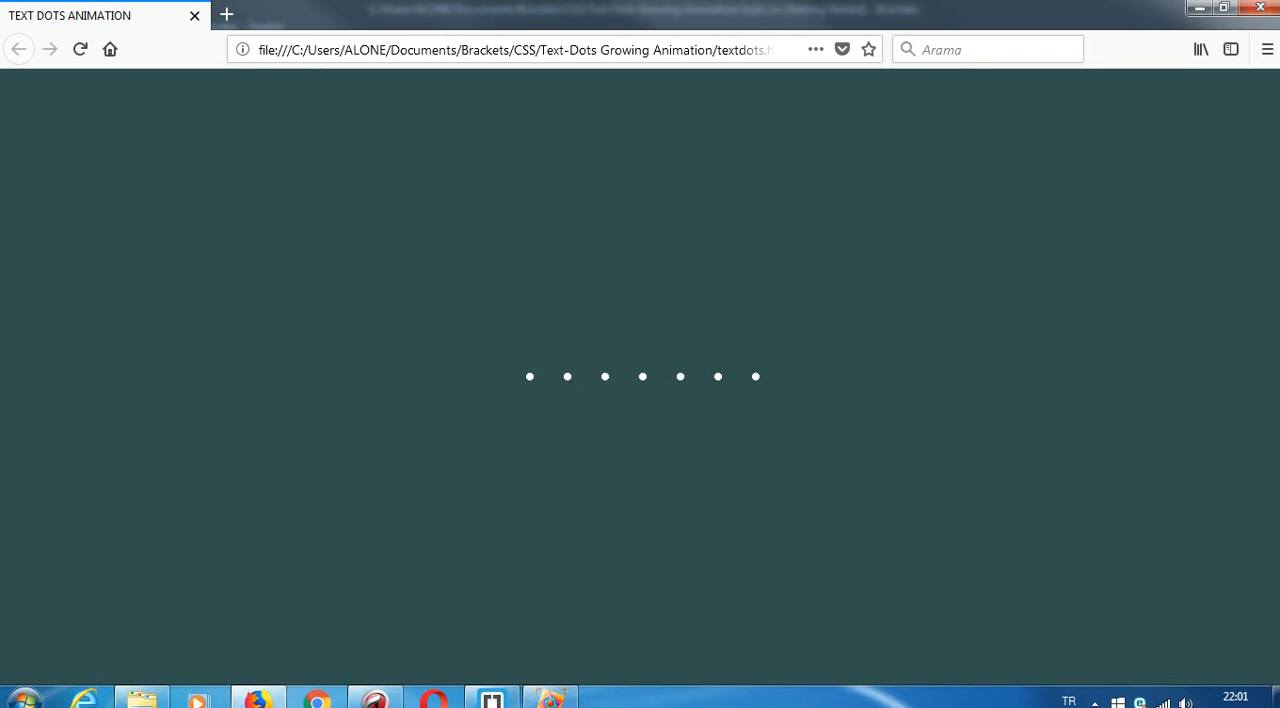 TEXT DOTS ANIMATION
file:///C:/Users/ALONE/Documents/Brackets/CSS/Text-Dots Growing Animation/textdots.h
Arama
TR
22:01